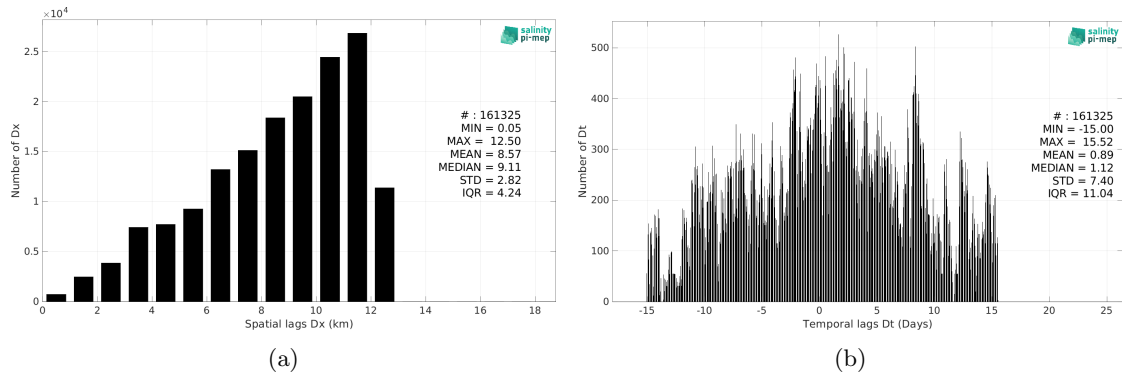 ×10⁴
2.5
2
1.5
1
0.5
0
Number of Dx
salinity
pi-mep
# : 161325
MIN = 0.05
MAX = 12.50
MEAN = 8.57
MEDIAN = 9.11
STD = 2.82
IQR = 4.24
0 2 4 6 8 10 12 14 16 18
Spatial lags Dx (km)
(a)
500
400
300
200
100
0
Number of Dt
salinity
pi-mep
# : 161325
MIN = -15.00
MAX = 15.52
MEAN = 0.89
MEDIAN = 1.12
STD = 7.40
IQR = 11.04
-15 -10 -5 0 5 10 15 20 25
Temporal lags Dt (Days)
(b)